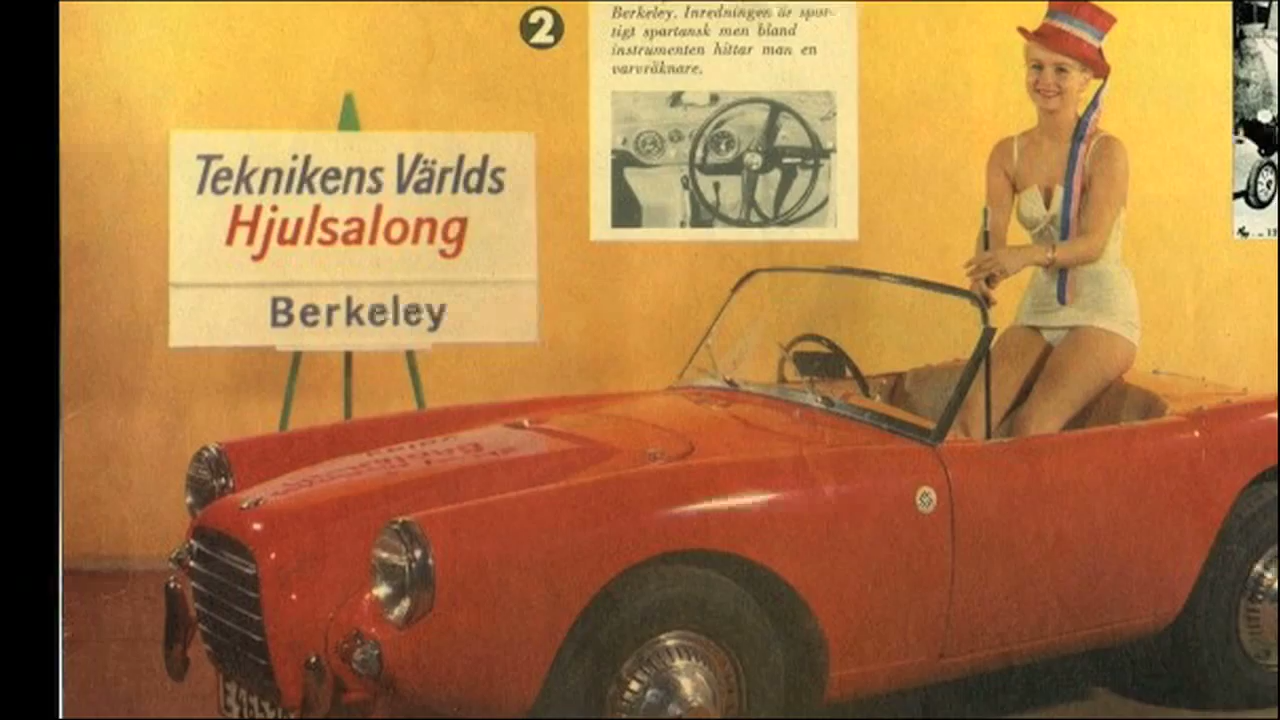 2
Berkeley. Inredningen är spor-
tigt spartansk men bland
instrumenten hittar man en
varvräknare.
Teknikens Världs
Hjulsalong
Berkeley